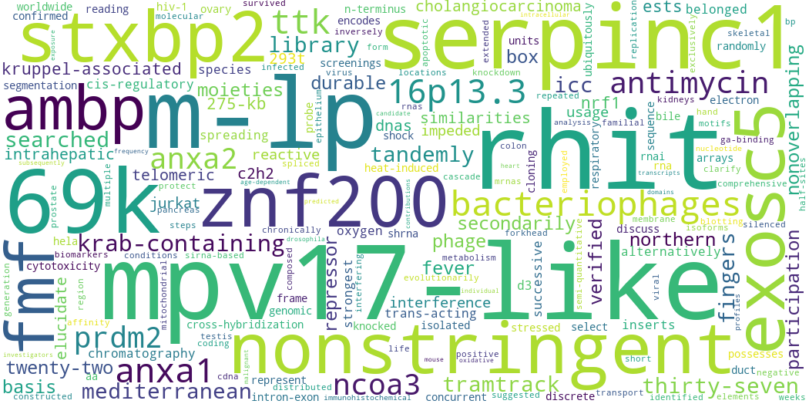 worldwide hiv-1 molecular ovary survived cholangiocarcinoma ests belonged skeletal bp
confirmed reading n-terminus inversely randomly
stxbp2 ttk encodes form apoptotic extended units exclusively
serpinc1
kruppel-associated species library 293t virus infected box
segmentation cis-regulatory moieties durable 16p13.3 icc antimycin
ambp m-lp 275-kb probe epithelium screenings locations knockdown
searched dnas rnas candidate similarities nrf1 usage bile hand electron
intrahepatic spreading shock impeded rhit motifs ga-binding nonoverlapping
anxa2 reactive spliced tandemly respiratory familial sequence rnai arrays
frequency telomeric c2h2 heat-induced cloning rna nucleotide
subsequently multiple age-dependent protect cascade colon analysis transcripts clarify comprehensive
69k prostate jurkat pancreas znf200 mrnas heart employed domains exosc5
steps predicted contributions bacteriophages halt sites
hela chronically oxygen shrna secondarily membrane blotting
fmf krab-containing drosophila phage discuss isoforms silenced
biomarkers conditions sirna-based metabolism forkhead verified northern
cytotoxicity mitochondrial composed interfering fever alternatively fingers
generation elucidate region frame repressor strongest evolutionarily d3 successive semi-quantitative viral participation
mpv17-like genomic knocked trans-acting individual
affinity prdm2 cross-hybridization interference isolated stressed select inserts profiles
investigators chromatography testis coding life positive possesses
twenty-two aa anxa1 nonstringent mouse oxidative short duct negative
basis cdna represent malignant ncoa3 tramtrack thirty-seven
constructed mediterranean intron-exon distributed immunohistochemical concurrent suggested discrete transport identified elements weeks